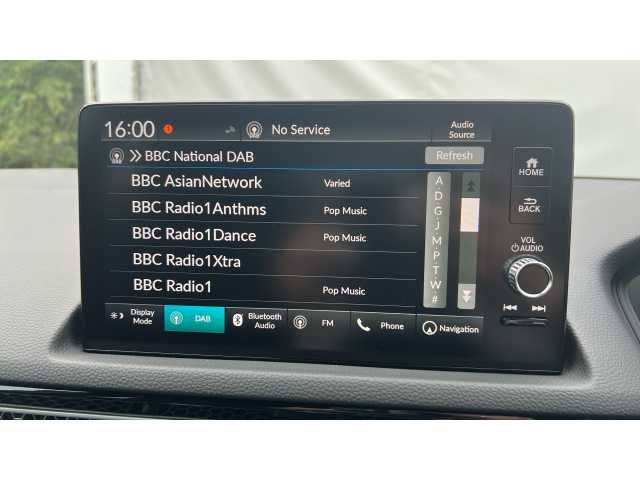 16:00
No Service
Audio Source
BBC National DAB
Refresh
BBC AsianNetwork Varied
BBC Radio1Anthms Pop Music
BBC Radio1Dance Pop Music
BBC Radio1Xtra
BBC Radio1 Pop Music
A
D
G
J
M
P
T
W
#
HOME
BACK
VOL
AUDIO
Display Mode
DAB
Bluetooth Audio
FM
Phone
Navigation